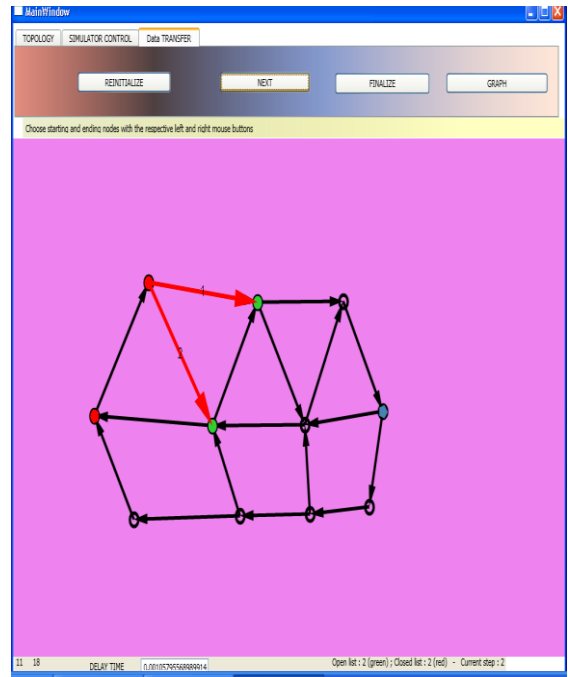 MainWindow
TOPOLOGY SIMULATOR CONTROL Data TRANSFER
REINITIALIZE NEXT FINALIZE GRAPH
Choose starting and ending nodes with the respective left and right mouse buttons
11 18 DELAY TIME 0.00105795568989914 Open list : 2 (green) ; Closed list : 2 (red) - Current step : 2